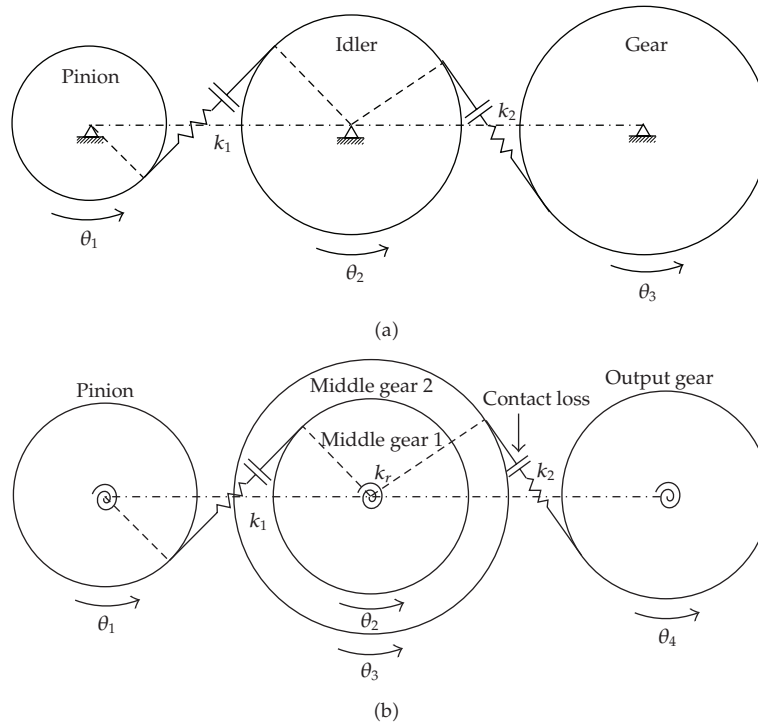 Pinion
Idler
Gear
k₁
k₂
θ₁
θ₂
θ₃
(a)
Pinion
Middle gear 2
Output gear
Contact loss
Middle gear 1
kᵣ
k₂
k₁
θ₁
θ₂
θ₃
θ₄
(b)